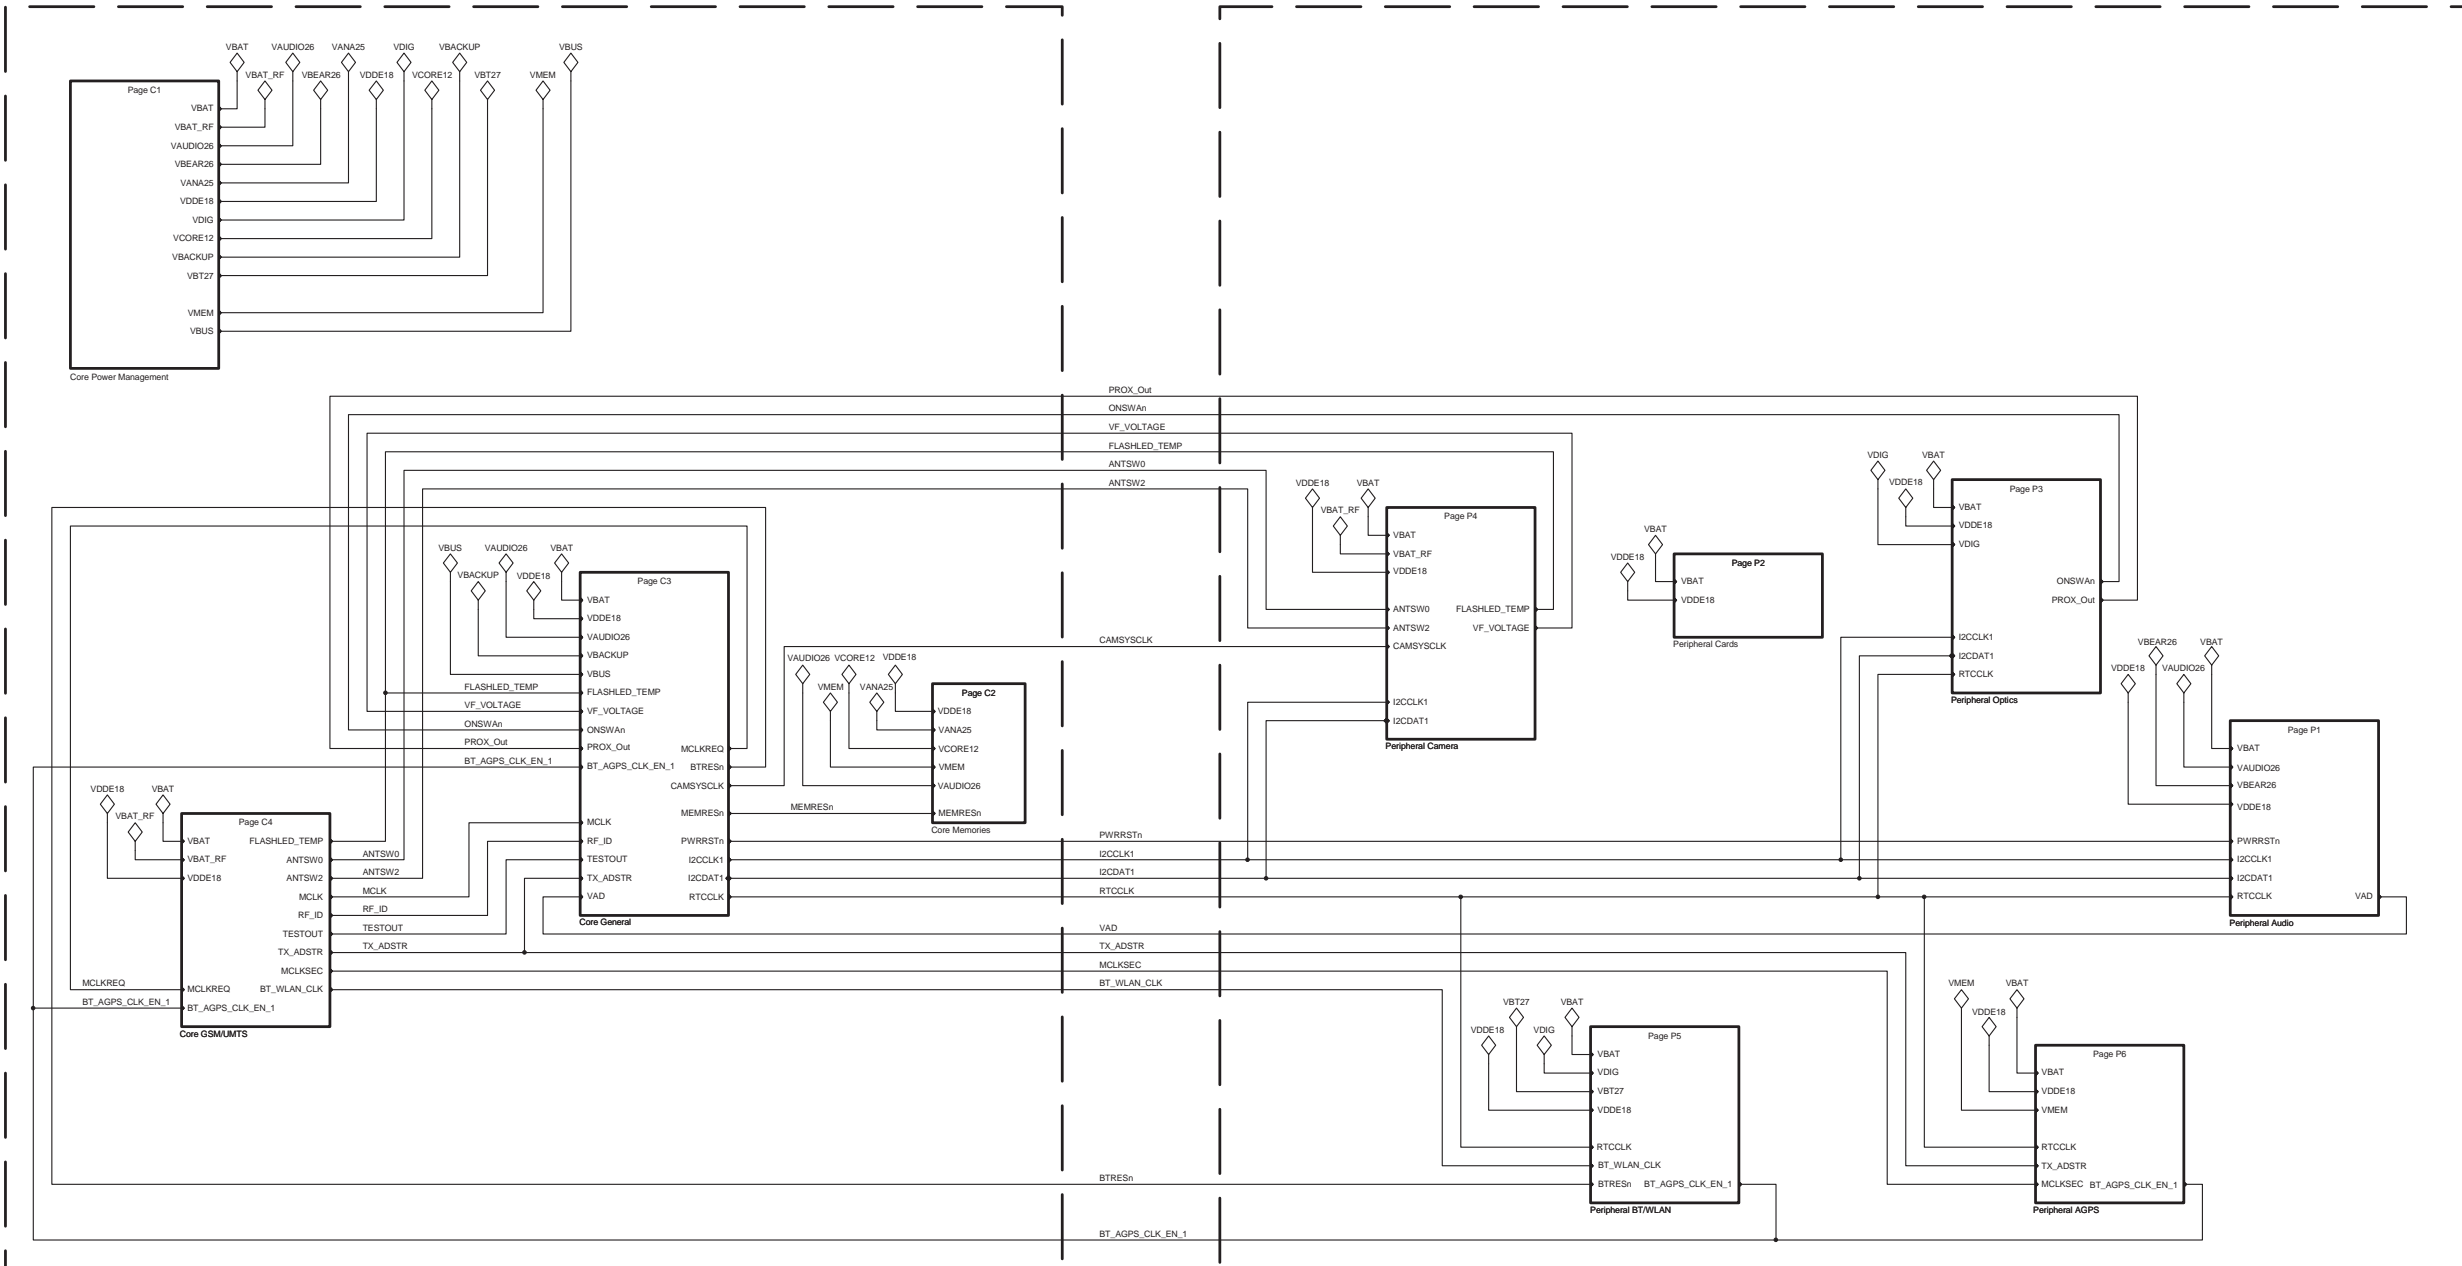 VBAT
VAUDIO26
VANA25
VDIG
VBACKUP
VBUS
VBAT_RF
VBEAR26
VDDE18
VCORE12
VBT27
VMEM
Page C1
VBAT
VBAT_RF
VAUDIO26
VBEAR26
VANA25
VDDE18
VDIG
VCORE12
VBACKUP
VBT27
VMEM
VBUS
Core Power Management
PROX_Out
ONSWAn
VF_VOLTAGE
FLASHLED_TEMP
ANTSW0
ANTSW2
VBUS
VAUDIO26
VBAT
VBACKUP
VDDE18
Page C3
VBAT
VDDE18
VAUDIO26
VBACKUP
VBUS
FLASHLED_TEMP
FLASHLED_TEMP
VF_VOLTAGE
VF_VOLTAGE
ONSWAn
ONSWAn
PROX_Out
PROX_Out
BT_AGPS_CLK_EN_1
BT_AGPS_CLK_EN_1
MCLK
RF_ID
TESTOUT
TX_ADSTR
VAD
MCLKREQ
BTRESn
CAMSYSCLK
MEMRESn
PWRRSTn
I2CCLK1
I2CDAT1
RTCCLK
Core General
VAUDIO26
VCORE12
VDDE18
VMEM
VANA25
Page C2
VDDE18
VANA25
VCORE12
VMEM
VAUDIO26
MEMRESn
MEMRESn
Core Memories
VDDE18
VBAT
VBAT_RF
Page C4
VBAT
VBAT_RF
VDDE18
FLASHLED_TEMP
ANTSW0
ANTSW2
MCLK
RF_ID
TESTOUT
TX_ADSTR
MCLKSEC
BT_WLAN_CLK
MCLKREQ
BT_AGPS_CLK_EN_1
MCLKREQ
BT_AGPS_CLK_EN_1
ANTSW0
ANTSW2
MCLK
RF_ID
TESTOUT
TX_ADSTR
Core GSM/UMTS
CAMSYSCLK
PWRRSTn
I2CCLK1
I2CDAT1
RTCCLK
VAD
TX_ADSTR
MCLKSEC
BT_WLAN_CLK
BTRESn
BT_AGPS_CLK_EN_1
VDDE18
VBAT
VBAT_RF
Page P4
VBAT
VBAT_RF
VDDE18
ANTSW0
ANTSW2
CAMSYSCLK
I2CCLK1
I2CDAT1
FLASHLED_TEMP
VF_VOLTAGE
Peripheral Camera
VBAT
VDDE18
Page P2
VBAT
VDDE18
Peripheral Cards
VDIG
VBAT
VDDE18
Page P3
VBAT
VDDE18
VDIG
ONSWAn
PROX_Out
I2CCLK1
I2CDAT1
RTCCLK
Peripheral Optics
VBEAR26
VBAT
VDDE18
VAUDIO26
Page P1
VBAT
VAUDIO26
VBEAR26
VDDE18
PWRRSTn
I2CCLK1
I2CDAT1
RTCCLK
VAD
Peripheral Audio
VBT27
VBAT
VDDE18
VDIG
Page P5
VBAT
VDIG
VBT27
VDDE18
RTCCLK
BT_WLAN_CLK
BTRESn
BT_AGPS_CLK_EN_1
Peripheral BT/WLAN
VMEM
VBAT
VDDE18
Page P6
VBAT
VDDE18
VMEM
RTCCLK
TX_ADSTR
MCLKSEC
BT_AGPS_CLK_EN_1
Peripheral AGPS